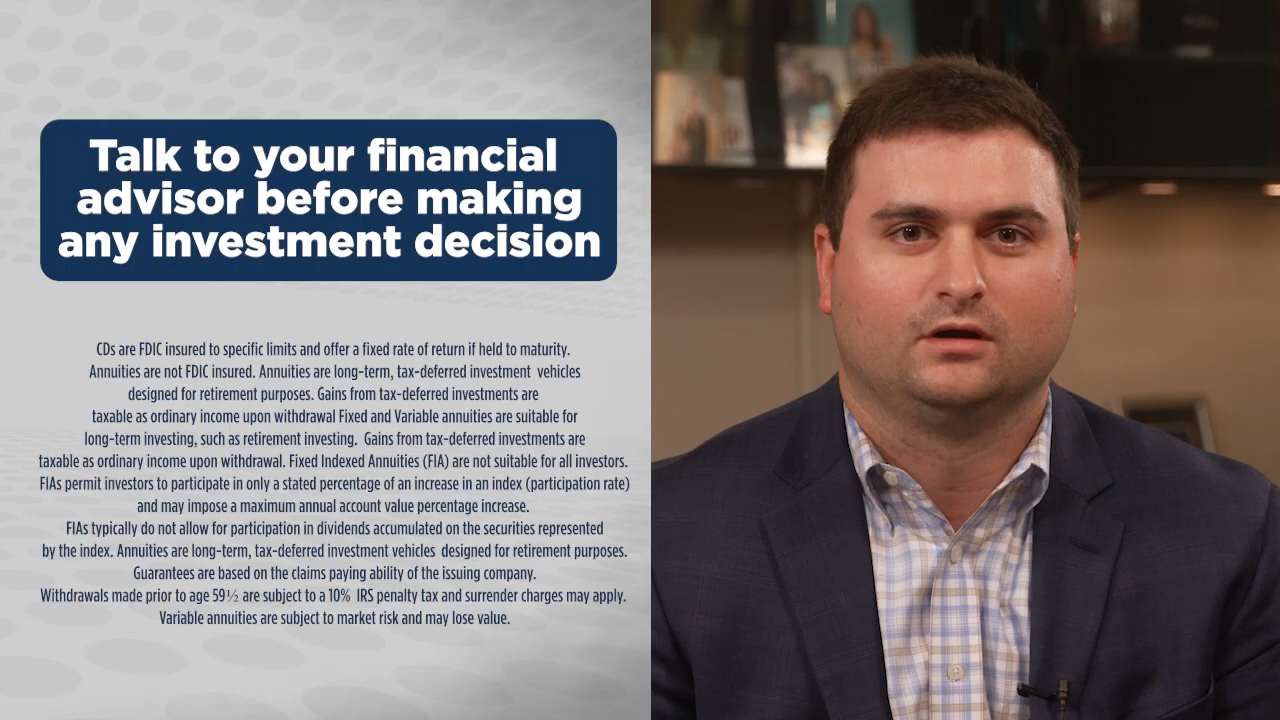 Talk to your financial
advisor before making
any investment decision
CDs are FDIC insured to specific limits and offer a fixed rate of return if held to maturity.
Annuities are not FDIC insured. Annuities are long-term, tax-deferred investment vehicles
designed for retirement purposes. Gains from tax-deferred investments are
taxable as ordinary income upon withdrawal Fixed and Variable annuities are suitable for
long-term investing, such as retirement investing. Gains from tax-deferred investments are
taxable as ordinary income upon withdrawal. Fixed Indexed Annuities (FIA) are not suitable for all investors.
FIAs permit investors to participate in only a stated percentage of an increase in an index (participation rate)
and may impose a maximum annual account value percentage increase.
FIAs typically do not allow for participation in dividends accumulated on the securities represented
by the index. Annuities are long-term, tax-deferred investment vehicles designed for retirement purposes.
Guarantees are based on the claims paying ability of the issuing company.
Withdrawals made prior to age 59½ are subject to a 10% IRS penalty tax and surrender charges may apply.
Variable annuities are subject to market risk and may lose value.